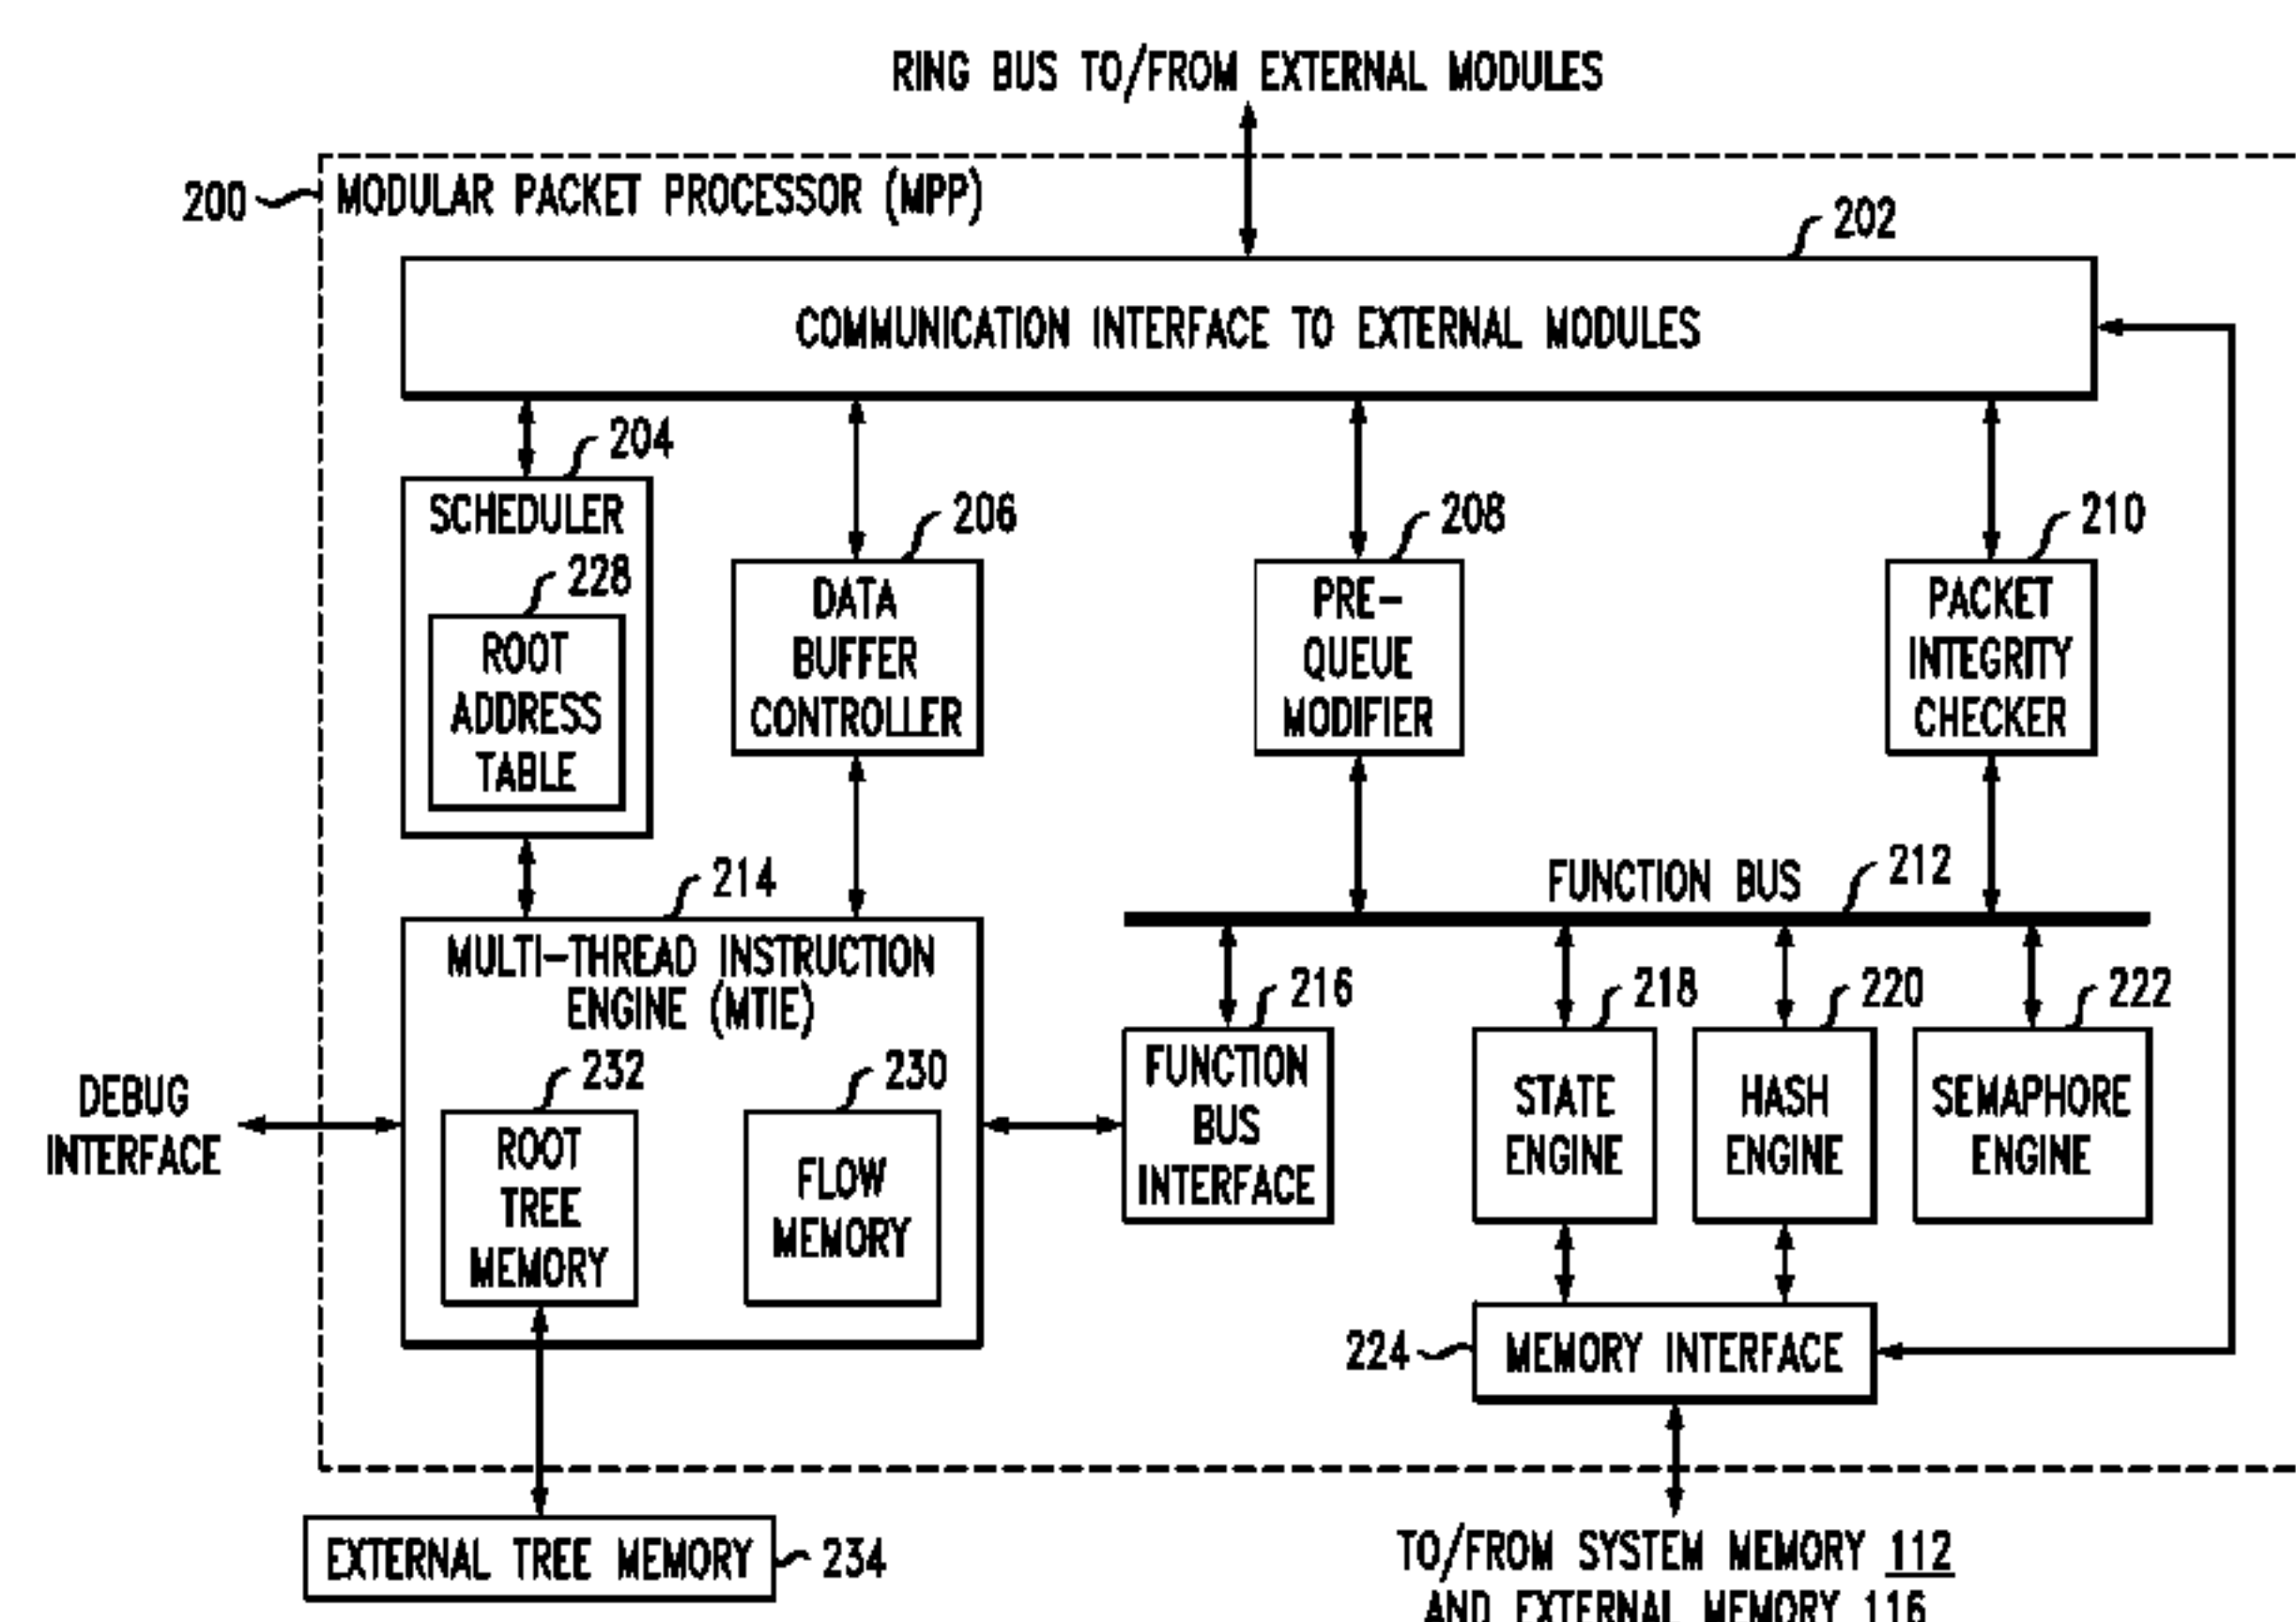 RING BUS TO/FROM EXTERNAL MODULES
200
MODULAR PACKET PROCESSOR (MPP)
202
COMMUNICATION INTERFACE TO EXTERNAL MODULES
204
SCHEDULER
228
ROOT
ADDRESS
TABLE
206
DATA
BUFFER
CONTROLLER
208
PRE-
QUEUE
MODIFIER
210
PACKET
INTEGRITY
CHECKER
FUNCTION BUS
212
214
MULTI-THREAD INSTRUCTION
ENGINE (MTIE)
232
ROOT
TREE
MEMORY
230
FLOW
MEMORY
DEBUG
INTERFACE
216
FUNCTION
BUS
INTERFACE
218
STATE
ENGINE
220
HASH
ENGINE
222
SEMAPHORE
ENGINE
224
MEMORY INTERFACE
EXTERNAL TREE MEMORY
234
TO/FROM SYSTEM MEMORY 112
AND EXTERNAL MEMORY 116